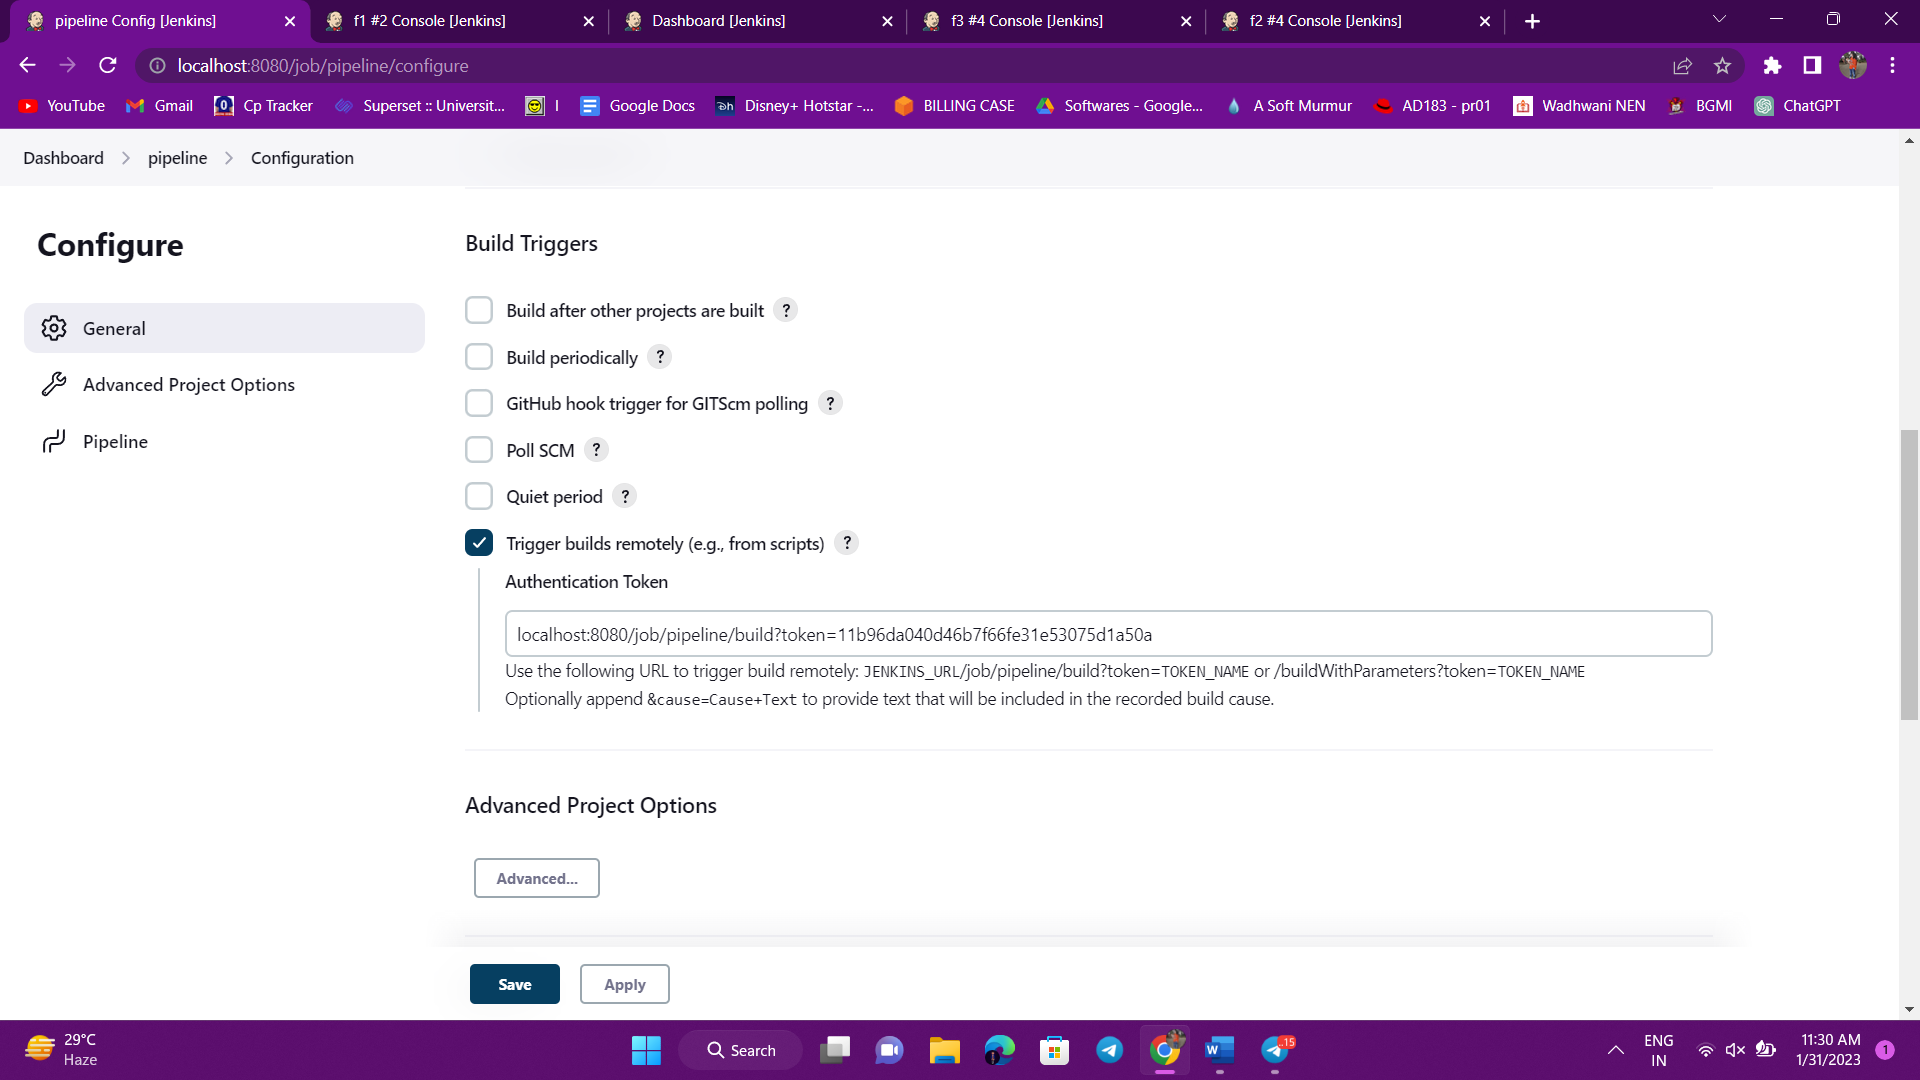 pipeline Config [Jenkins]
f1 #2 Console [Jenkins]
Dashboard [Jenkins]
f3 #4 Console [Jenkins]
f2 #4 Console [Jenkins]
localhost:8080/job/pipeline/configure
YouTube
Gmail
Cp Tracker
Superset :: Universit...
I
Google Docs
Disney+ Hotstar -...
BILLING CASE
Softwares - Google...
A Soft Murmur
AD183 - pr01
Wadhwani NEN
BGMI
ChatGPT
Dashboard
pipeline
Configuration
Configure
General
Advanced Project Options
Pipeline
Build Triggers
Build after other projects are built ?
Build periodically ?
GitHub hook trigger for GITScm polling ?
Poll SCM ?
Quiet period ?
Trigger builds remotely (e.g., from scripts) ?
Authentication Token
localhost:8080/job/pipeline/build?token=11b96da040d46b7f66fe31e53075d1a50a
Use the following URL to trigger build remotely: JENKINS_URL/job/pipeline/build?token=TOKEN_NAME or /buildWithParameters?token=TOKEN_NAME
Optionally append &cause=Cause+Text to provide text that will be included in the recorded build cause.
Advanced Project Options
Advanced...
Save
Apply
29°C
Haze
Search
15
ENG
IN
11:30 AM
1/31/2023
1